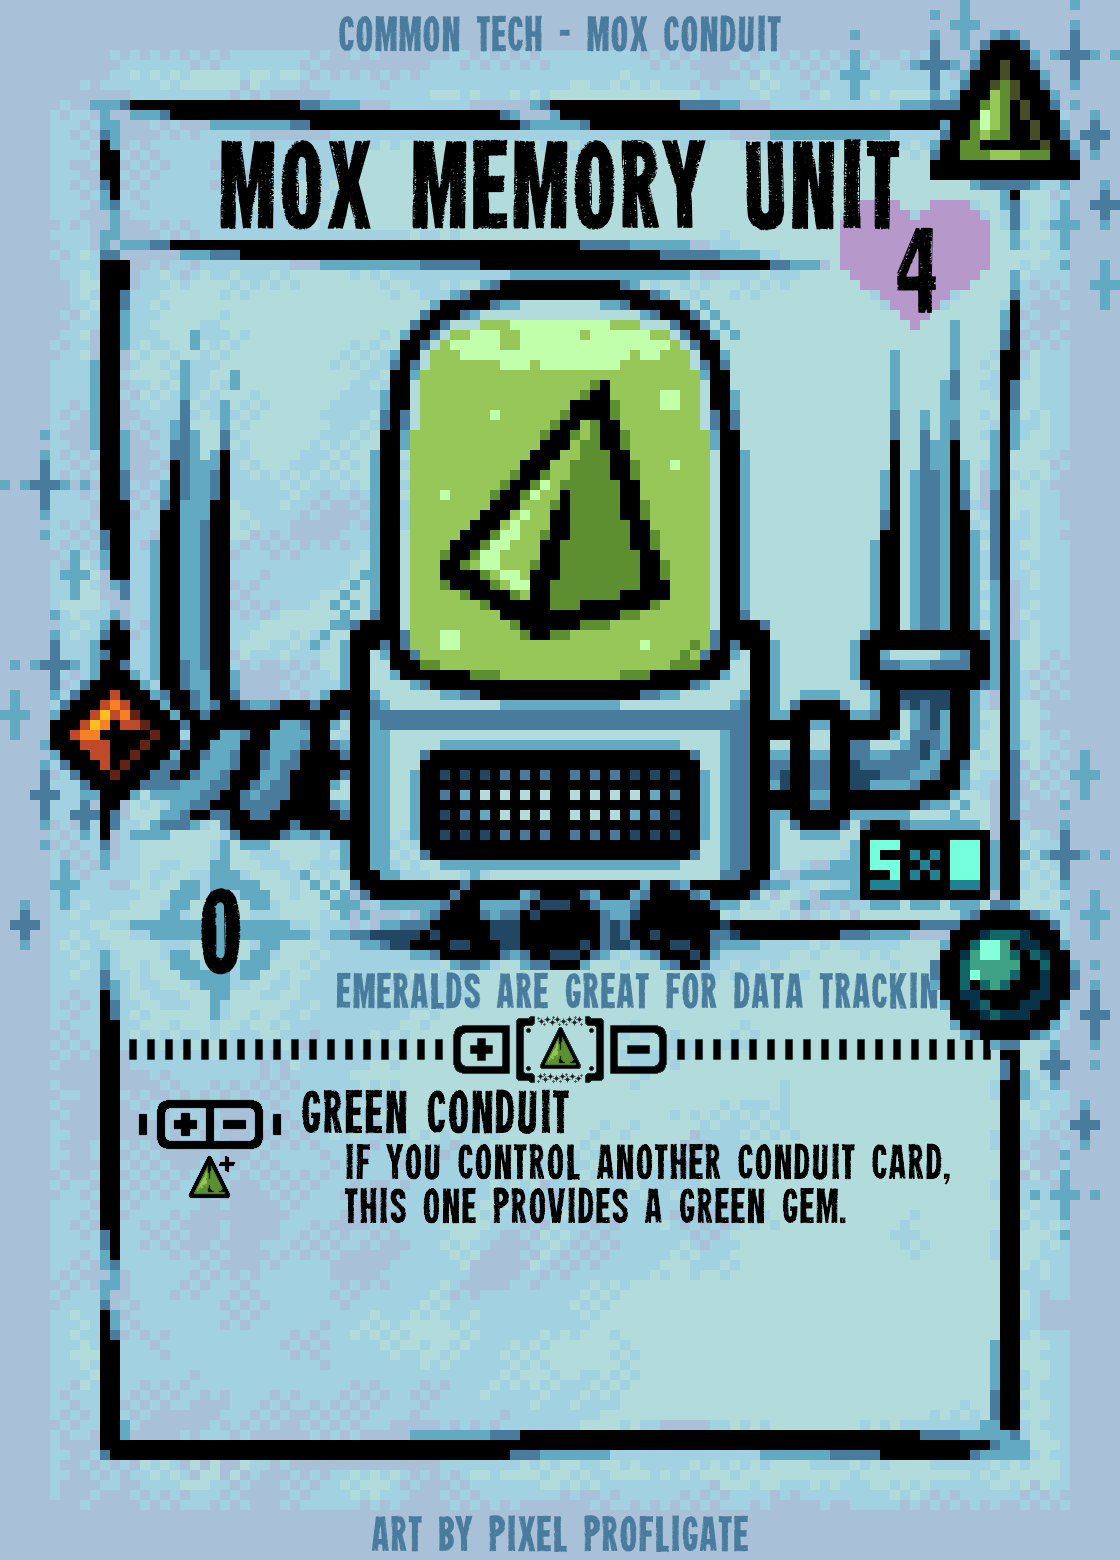 COMMON TECH - MOX CONDUIT
MOX MEMORY UNIT
4
5x
0
EMERALDS ARE GREAT FOR DATA TRACKIN
GREEN CONDUIT
IF YOU CONTROL ANOTHER CONDUIT CARD,
THIS ONE PROVIDES A GREEN GEM.
ART BY PIXEL PROFLIGATE